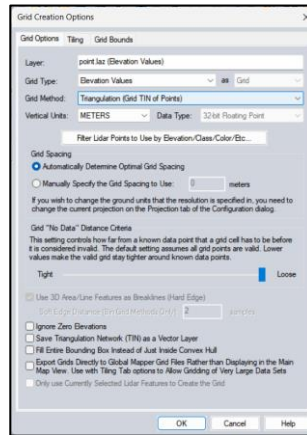 Grid Creation Options
Grid Options Tiling Grid Bounds
Layer: point.laz (Elevation Values)
Grid Type: Elevation Values as Grid
Grid Method: Triangulation (Grid TIN of Points)
Vertical Units: METERS Data Type: 32-bit Floating Point
Filter Lidar Points to Use by Elevation/Class/Color/Etc...
Grid Spacing
Automatically Determine Optimal Grid Spacing
Manually Specify the Grid Spacing to Use: 0 meters
If you wish to change the ground units that the resolution is specified in, you need to
change the current projection on the Projection tab of the Configuration dialog.
Grid "No Data" Distance Criteria
This setting controls how far from a known data point that a grid cell has to be before
it is considered invalid. The default setting assumes all grid points are valid. Lower
values make the valid grid stay tighter around known data points.
Tight Loose
Use 3D Area/Line Features as Breaklines (Hard Edge)
Soft Edge Distance (Bin Grid Methods Only) 2 samples
Ignore Zero Elevations
Save Triangulation Network (TIN) as a Vector Layer
Fill Entire Bounding Box Instead of Just Inside Convex Hull
Export Grids Directly to Global Mapper Grid Files Rather than Displaying in the Main
Map View. Use with Tiling Tab options to Allow Gridding of Very Large Data Sets
Only use Currently Selected Lidar Features to Create the Grid
OK Cancel Help